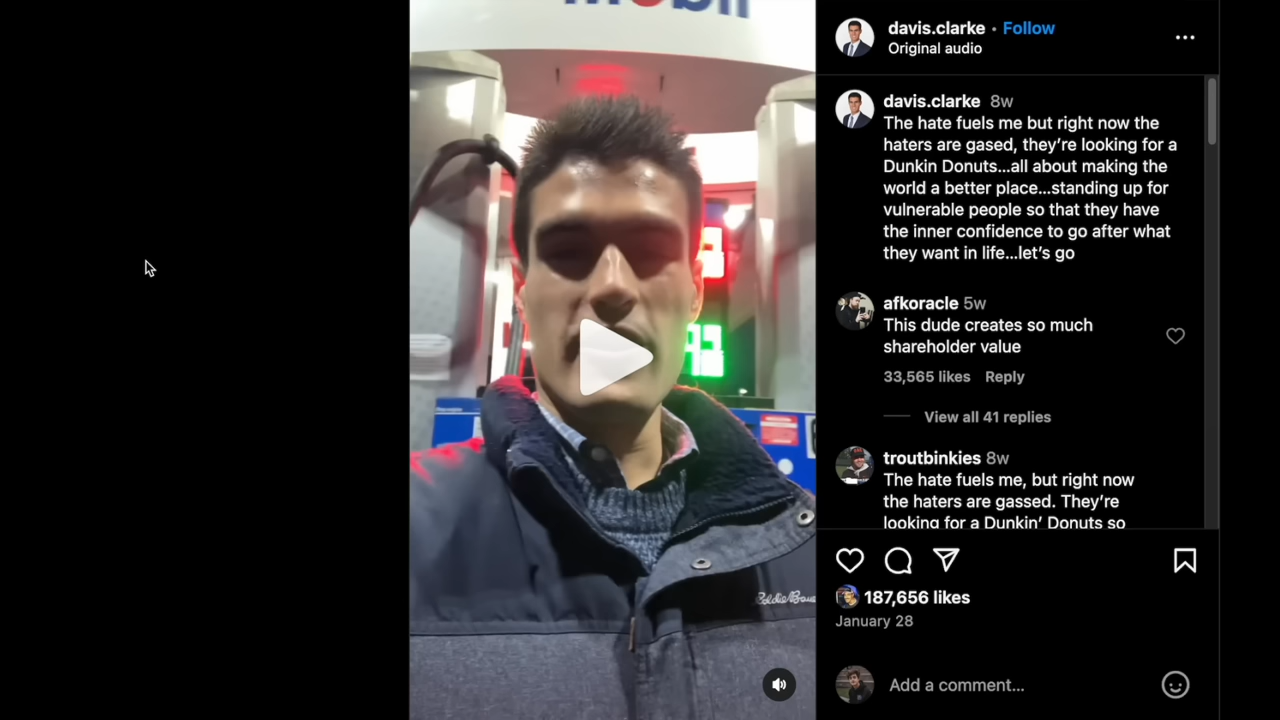 Mobil
davis.clarke • Follow
Original audio
davis.clarke 8w
The hate fuels me but right now the
haters are gased, they’re looking for a
Dunkin Donuts...all about making the
world a better place...standing up for
vulnerable people so that they have
the inner confidence to go after what
they want in life...let’s go
afkoracle 5w
This dude creates so much
shareholder value
33,565 likes Reply
View all 41 replies
troutbinkies 8w
The hate fuels me, but right now
the haters are gassed. They’re
looking for a Dunkin’ Donuts so
Eddie Bau
187,656 likes
January 28
Add a comment...